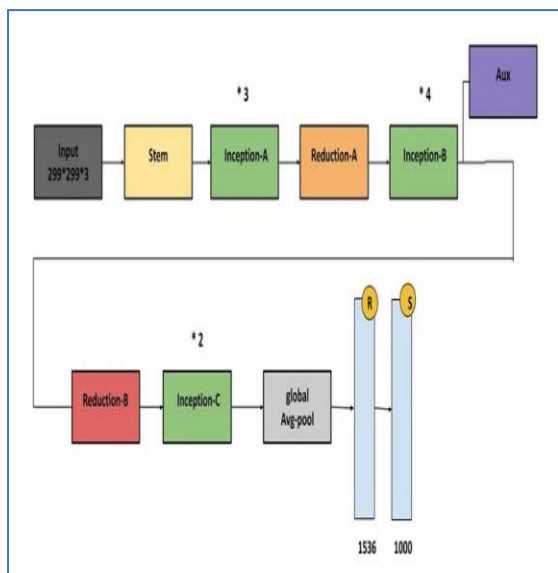 Aux
* 3
* 4
Input
299*299*3
Stem
Inception-A
Reduction-A
Inception-B
R
S
* 2
Reduction-B
Inception-C
global
Avg-pool
1536
1000